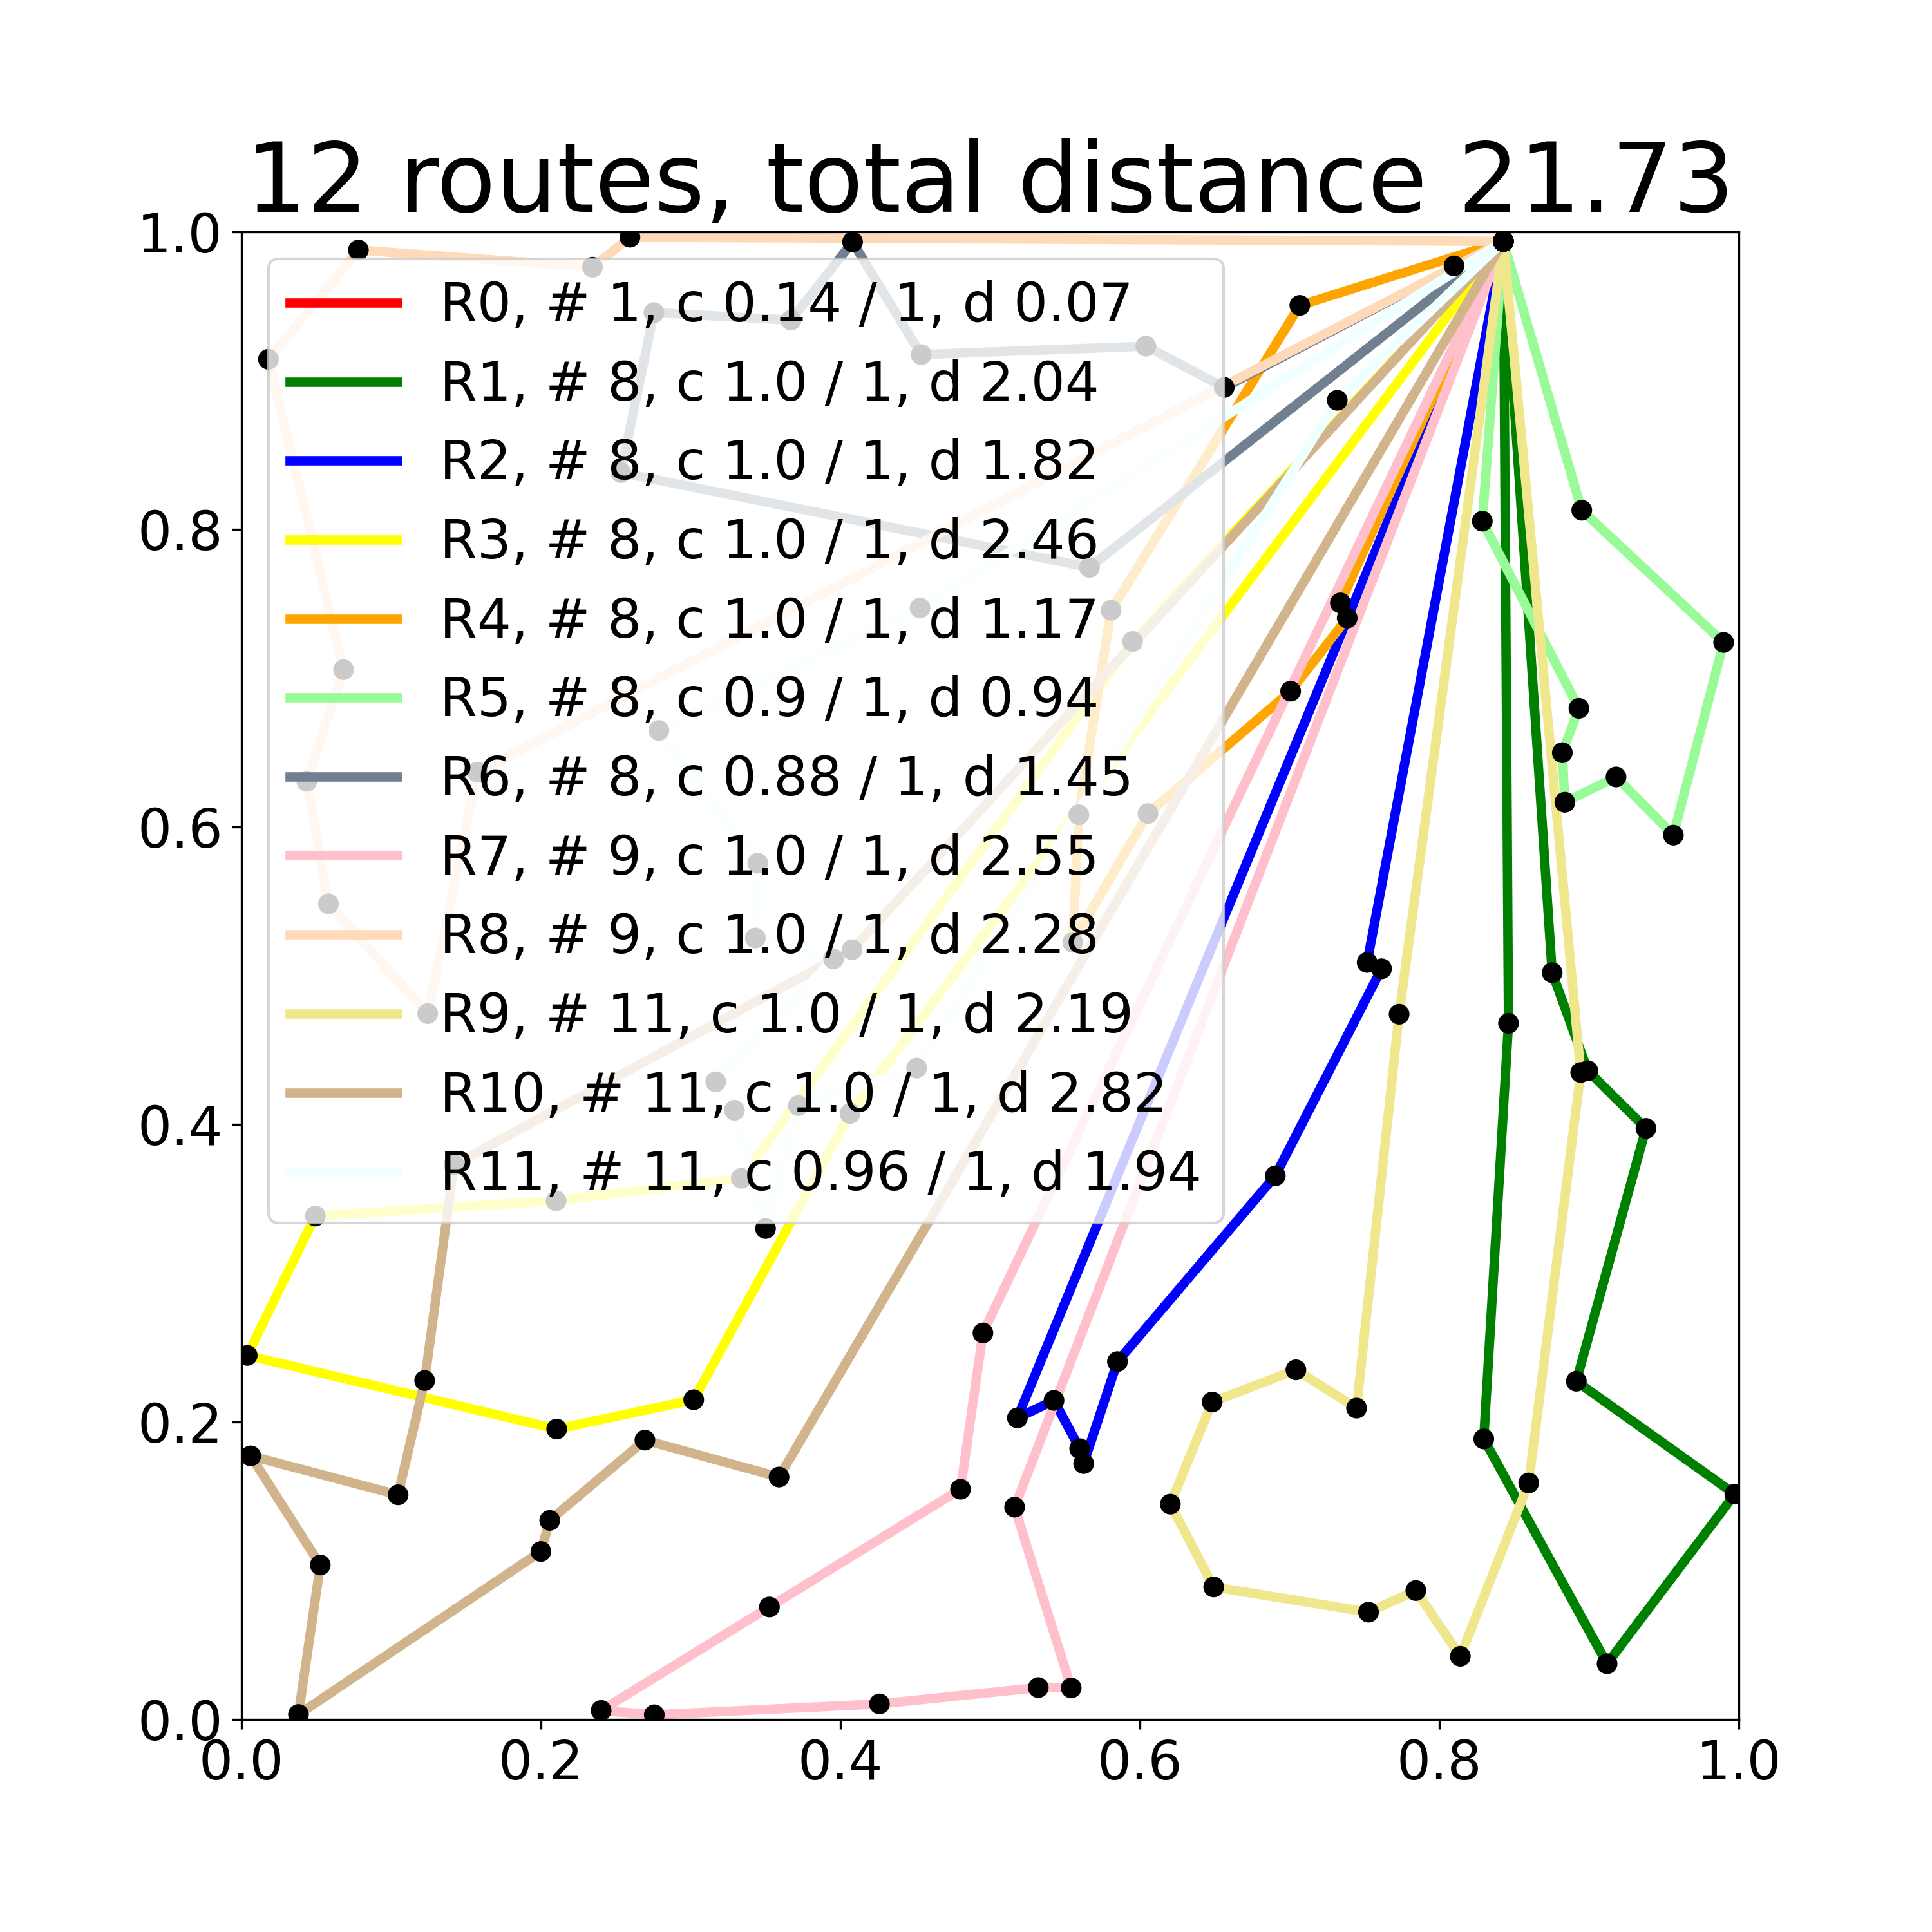 12 routes, total distance 21.73
1.0
0.8
0.6
0.4
0.2
0.0
R0, # 1, c 0.14 / 1, d 0.07
R1, # 8, c 1.0 / 1, d 2.04
R2, # 8, c 1.0 / 1, d 1.82
R3, # 8, c 1.0 / 1, d 2.46
R4, # 8, c 1.0 / 1, d 1.17
R5, # 8, c 0.9 / 1, d 0.94
R6, # 8, c 0.88 / 1, d 1.45
R7, # 9, c 1.0 / 1, d 2.55
R8, # 9, c 1.0 / 1, d 2.28
R9, # 11, c 1.0 / 1, d 2.19
R10, # 11, c 1.0 / 1, d 2.82
R11, # 11, c 0.96 / 1, d 1.94
0.0 0.2 0.4 0.6 0.8 1.0